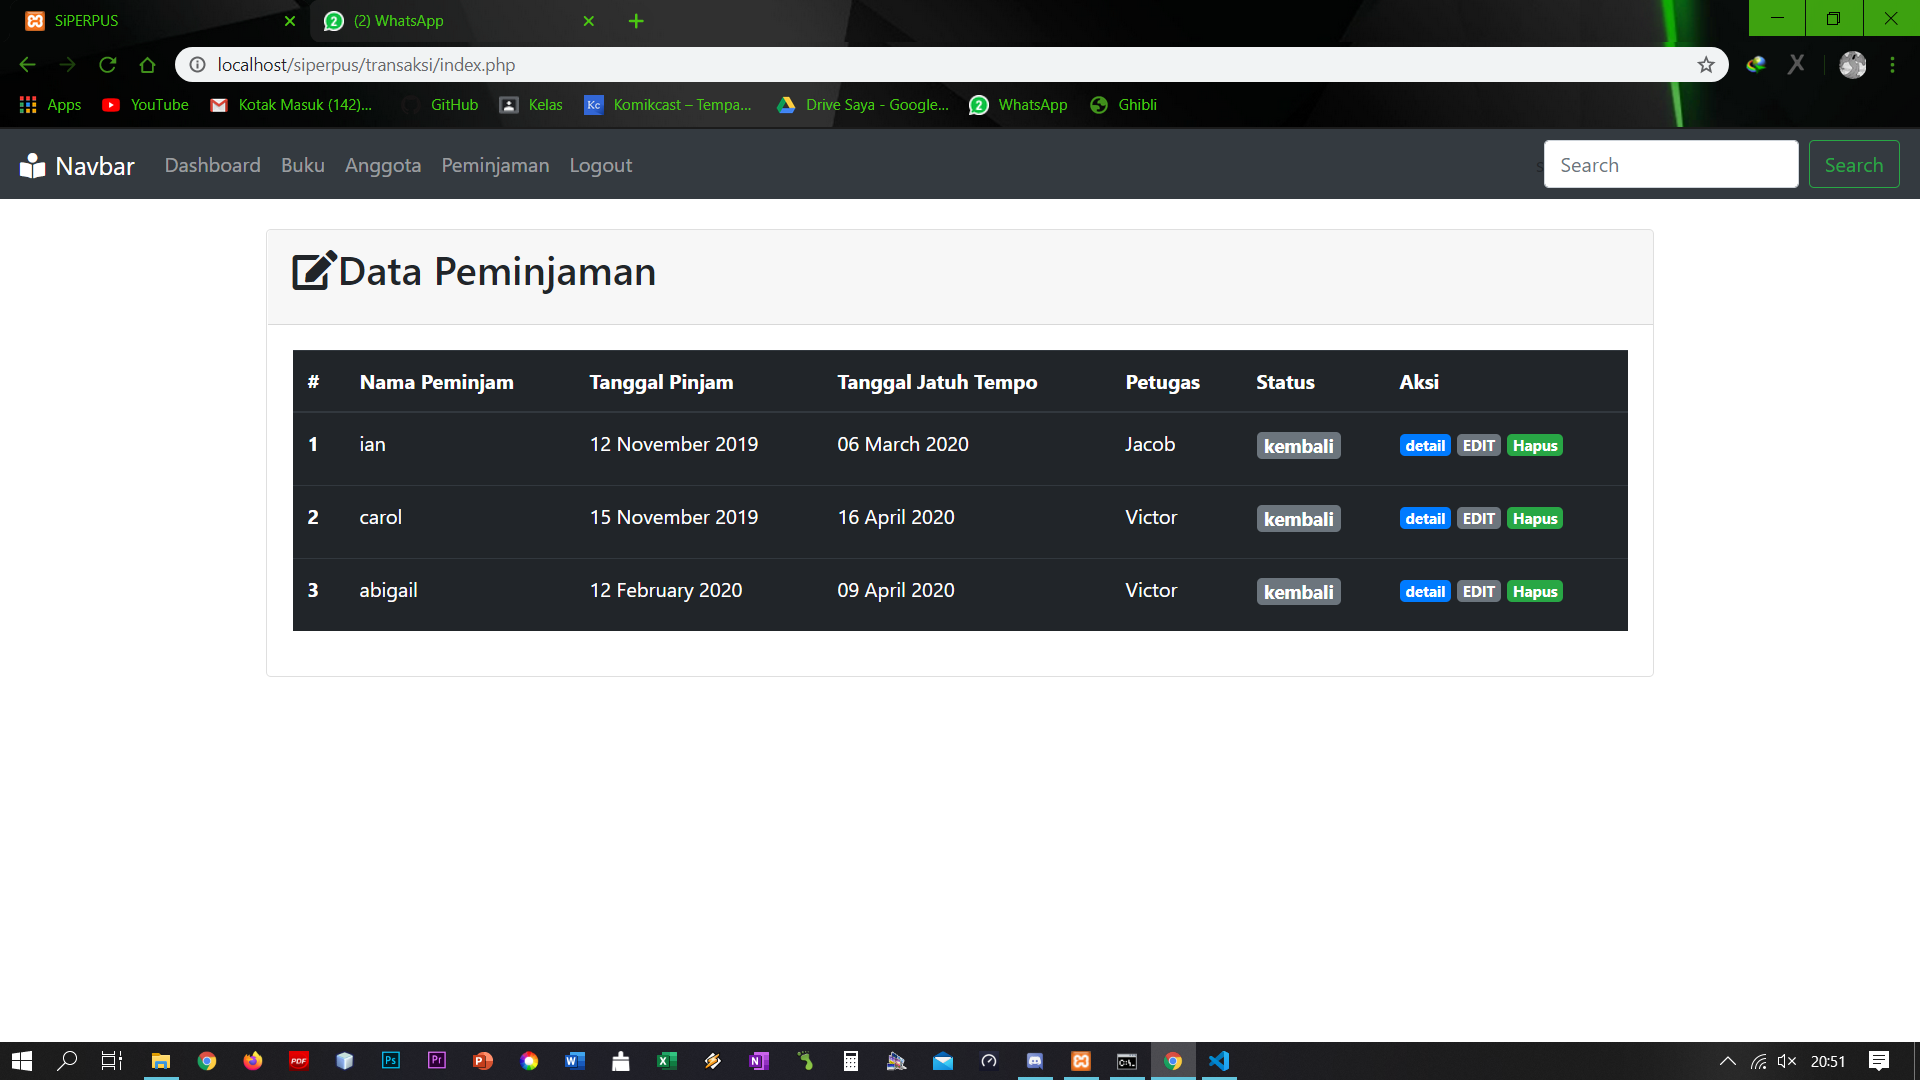 SiPERPUS
(2) WhatsApp
localhost/siperpus/transaksi/index.php
Apps YouTube Kotak Masuk (142)... GitHub Kelas Kc Komikcast – Tempa... Drive Saya - Google... 2 WhatsApp Ghibli
Navbar Dashboard Buku Anggota Peminjaman Logout s Search Search
Data Peminjaman
# Nama Peminjam Tanggal Pinjam Tanggal Jatuh Tempo Petugas Status Aksi
1 ian 12 November 2019 06 March 2020 Jacob kembali detail EDIT Hapus
2 carol 15 November 2019 16 April 2020 Victor kembali detail EDIT Hapus
3 abigail 12 February 2020 09 April 2020 Victor kembali detail EDIT Hapus
20:51